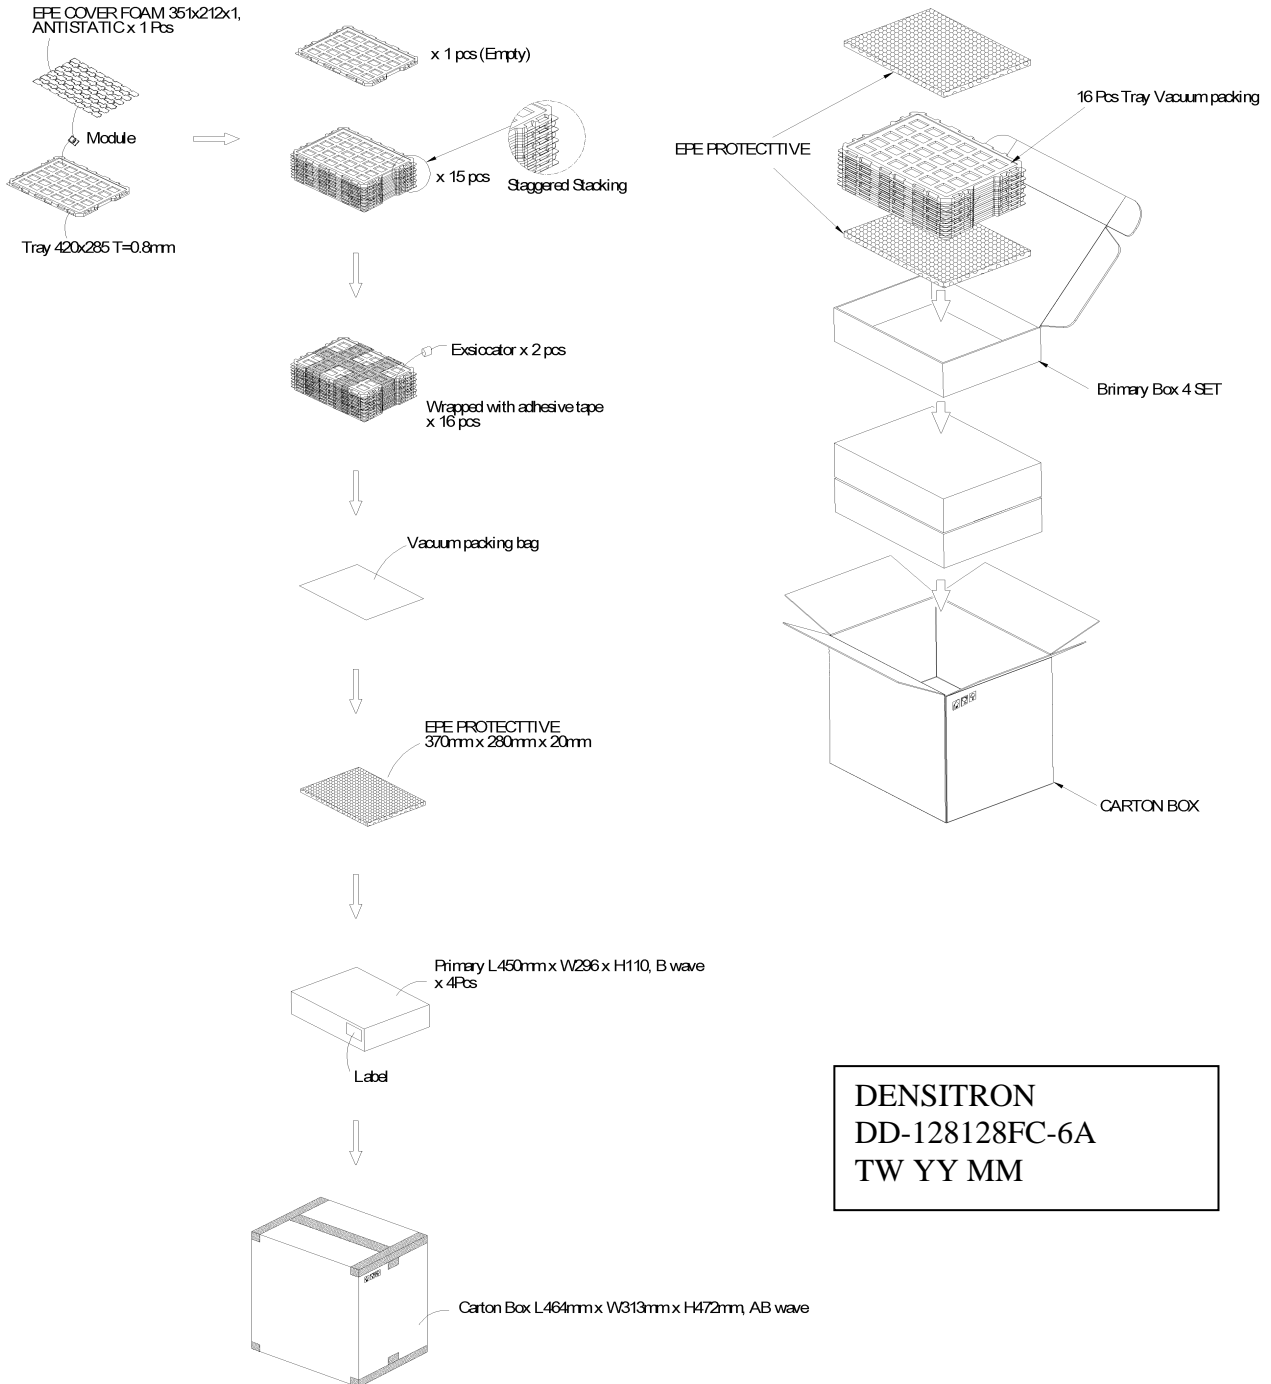 EPE COVER FOAM 351x212x1,
ANTISTATIC x 1 Pcs
Module
Tray 420x285 T=0.8mm
x 1 pcs (Empty)
x 15 pcs
Staggered Stacking
Exsiccator x 2 pcs
Wrapped with adhesive tape
x 16 pcs
Vacuum packing bag
EPE PROTECTTIVE
370mm x 280mm x 20mm
Primary L450mm x W296 x H110, B wave
x 4Pcs
Label
Carton Box L464mm x W313mm x H472mm, AB wave
EPE PROTECTTIVE
16 Pcs Tray Vacuum packing
Brimary Box 4 SET
CARTON BOX
DENSITRON
DD-128128FC-6A
TW YY MM